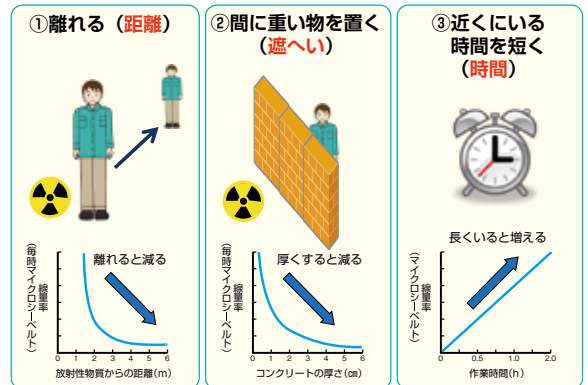 ①離れる（距離）
離れると減る
線量率
（毎時マイクロシーベルト）
0 1 2 3 4 5 6
放射性物質からの距離(m)
②間に重い物を置く
（遮へい）
厚くすると減る
線量率
（毎時マイクロシーベルト）
0 1 2 3 4 5 6
コンクリートの厚さ(㎝)
③近くにいる
時間を短く
（時間）
長くいると増える
線量率
（マイクロシーベルト）
0 0.5 1.0 1.5 2.0
作業時間(h)